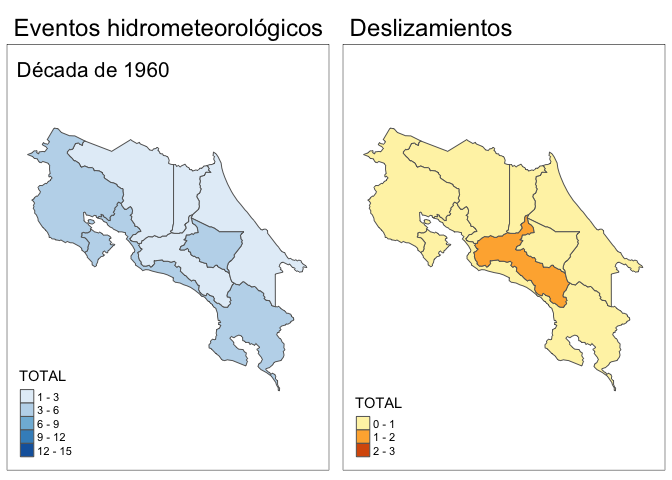 Eventos hidrometeorológicos
Década de 1960
TOTAL
1 - 3
3 - 6
6 - 9
9 - 12
12 - 15
Deslizamientos
TOTAL
0 - 1
1 - 2
2 - 3